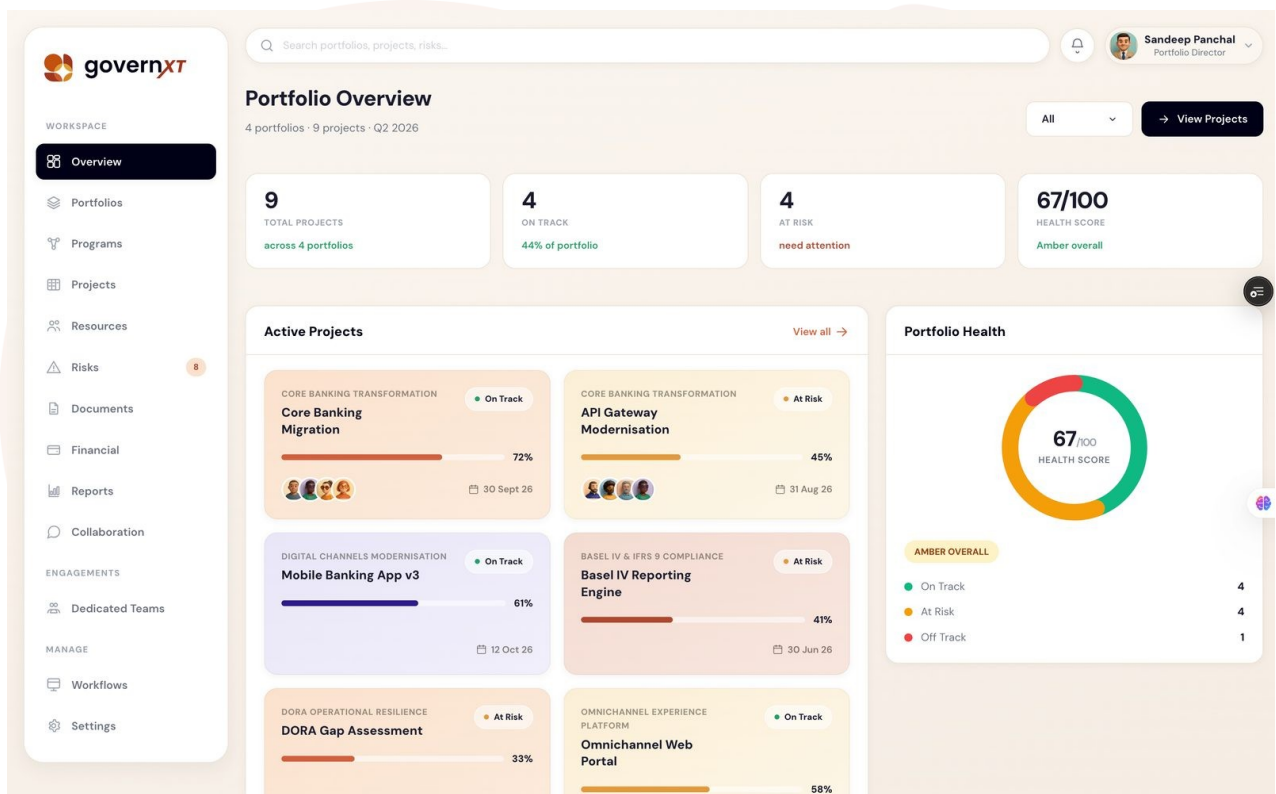 governXT
WORKSPACE
Overview
Portfolios
Programs
Projects
Resources
Risks
8
Documents
Financial
Reports
Collaboration
ENGAGEMENTS
Dedicated Teams
MANAGE
Workflows
Settings
Search portfolios, projects, risks...
Sandeep Panchal
Portfolio Director
Portfolio Overview
4 portfolios · 9 projects · Q2 2026
All
View Projects
9
TOTAL PROJECTS
across 4 portfolios
4
ON TRACK
44% of portfolio
4
AT RISK
need attention
67/100
HEALTH SCORE
Amber overall
Active Projects
View all
CORE BANKING TRANSFORMATION
On Track
Core Banking
Migration
72%
30 Sept 26
CORE BANKING TRANSFORMATION
At Risk
API Gateway
Modernisation
45%
31 Aug 26
DIGITAL CHANNELS MODERNISATION
On Track
Mobile Banking App v3
61%
12 Oct 26
BASEL IV & IFRS 9 COMPLIANCE
At Risk
Basel IV Reporting
Engine
41%
30 Jun 26
DORA OPERATIONAL RESILIENCE
At Risk
DORA Gap Assessment
33%
OMNICHANNEL EXPERIENCE
PLATFORM
On Track
Omnichannel Web
Portal
58%
Portfolio Health
67/100
HEALTH SCORE
AMBER OVERALL
On Track 4
At Risk 4
Off Track 1